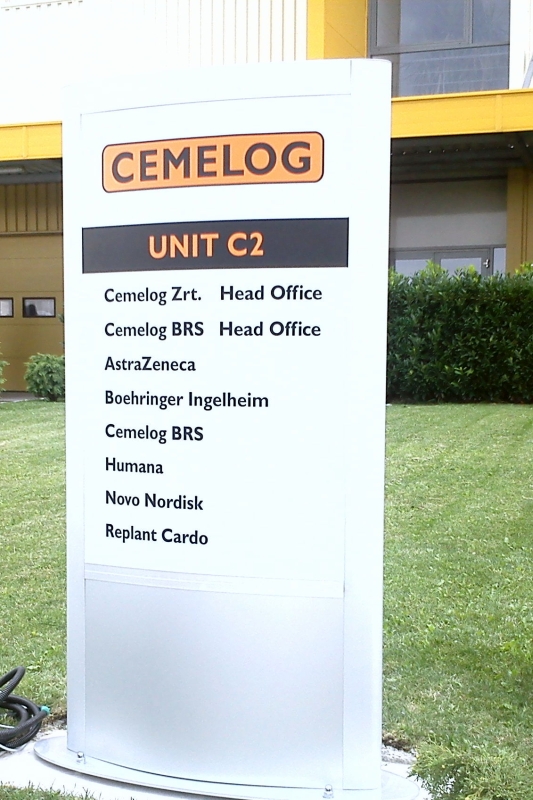 CEMELOG
UNIT C2
Cemelog Zrt. Head Office
Cemelog BRS Head Office
AstraZeneca
Boehringer Ingelheim
Cemelog BRS
Humana
Novo Nordisk
Replant Cardo